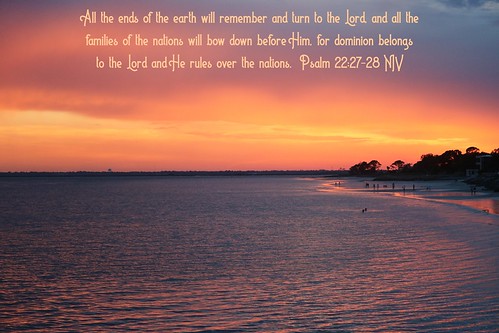 All the ends of the earth will remember and turn to the Lord, and all the
families of the nations will bow down before Him, for dominion belongs
to the Lord and He rules over the nations. Psalm 22:27-28 NIV